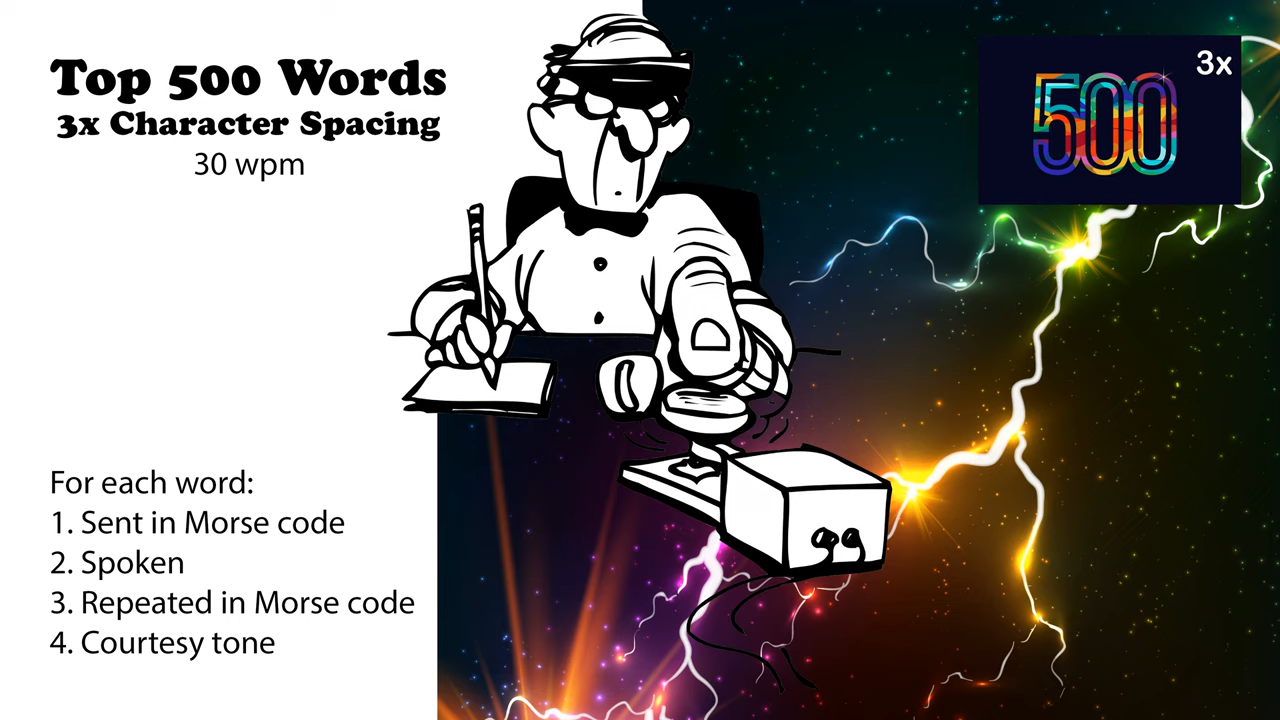 Top 500 Words
3x Character Spacing
30 wpm
3x
500
For each word:
1. Sent in Morse code
2. Spoken
3. Repeated in Morse code
4. Courtesy tone